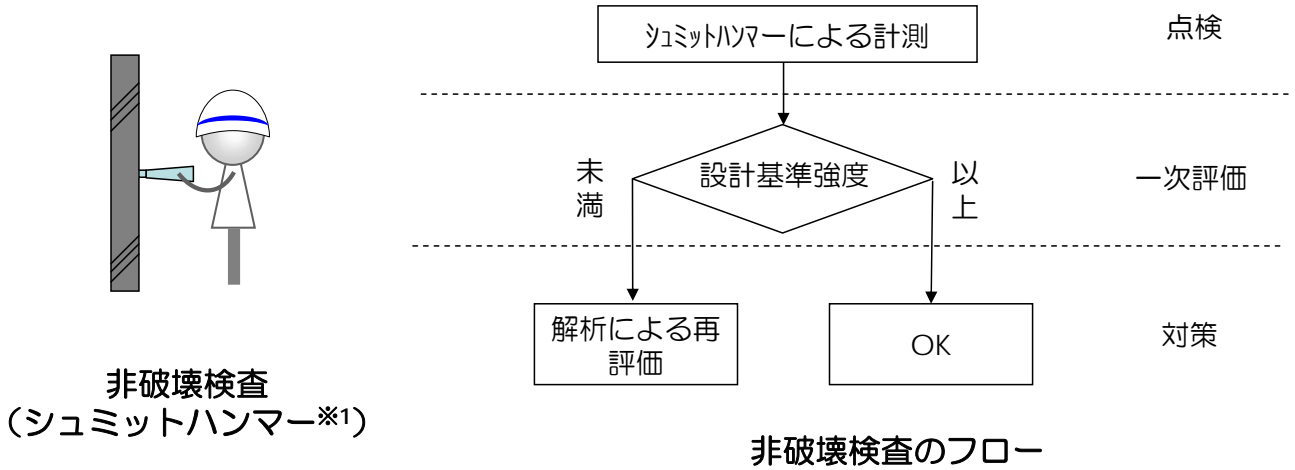 ｼｭﾐｯﾄﾊﾝﾏｰによる計測
点検
設計基準強度
未満
以上
一次評価
解析による再
評価
OK
対策
非破壊検査
（シュミットハンマー※1）
非破壊検査のフロー